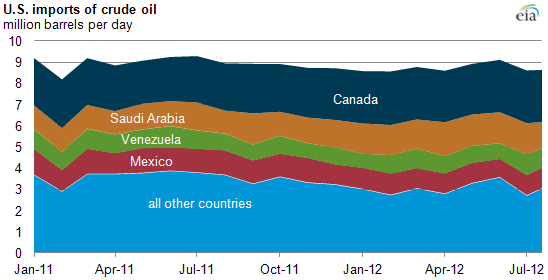 U.S. imports of crude oil
million barrels per day
eia
10
9
8
7
6
5
4
3
2
1
0
Canada
Saudi Arabia
Venezuela
Mexico
all other countries
Jan-11
Apr-11
Jul-11
Oct-11
Jan-12
Apr-12
Jul-12